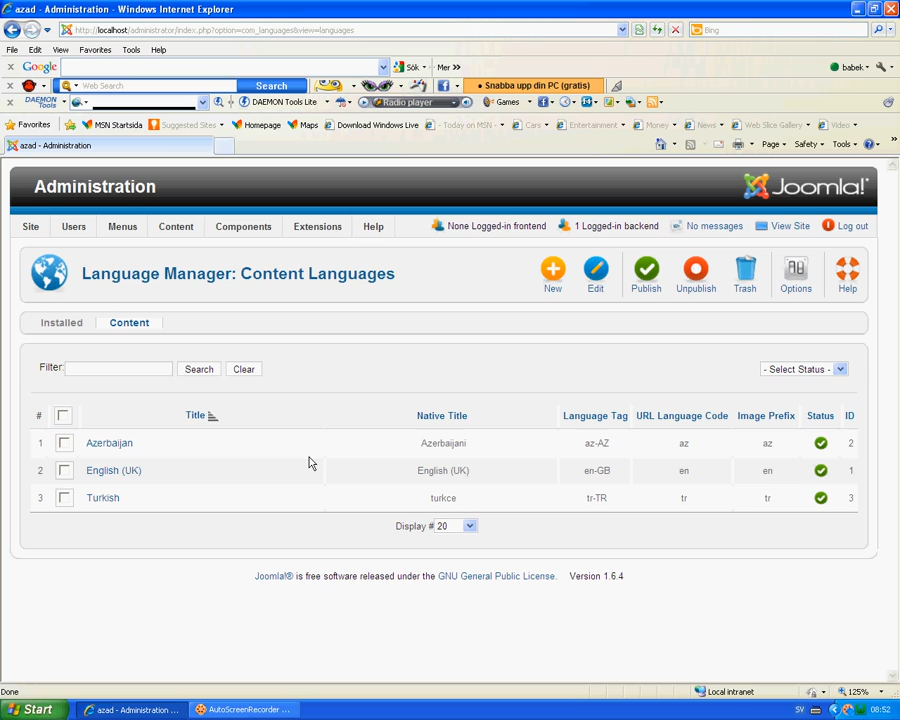 azad - Administration - Windows Internet Explorer
http://localhost/administrator/index.php?option=com_languages&view=languages
Bing
File Edit View Favorites Tools Help
x Google Sök Mer »» babek
x Web Search Search Snabba upp din PC (gratis)
x DAEMON Tools DAEMON Tools Lite Radio player Games
Favorites MSN Startsida Suggested Sites Homepage Maps Download Windows Live - Today on MSN - Cars Entertainment Money News Web Slice Gallery Video
azad - Administration
Page Safety Tools
Administration
Joomla!®
Site Users Menus Content Components Extensions Help None Logged-in frontend 1 Logged-in backend No messages View Site Log out
Language Manager: Content Languages
New Edit Publish Unpublish Trash Options Help
Installed Content
Filter: Search Clear - Select Status -
# Title Native Title Language Tag URL Language Code Image Prefix Status ID
1 Azerbaijan Azerbaijani az-AZ az az 2
2 English (UK) English (UK) en-GB en en 1
3 Turkish turkce tr-TR tr tr 3
Display # 20
Joomla!® is free software released under the GNU General Public License. Version 1.6.4
Done Local intranet 125%
Start azad - Administration ... AutoScreenRecorder ... SV 08:52